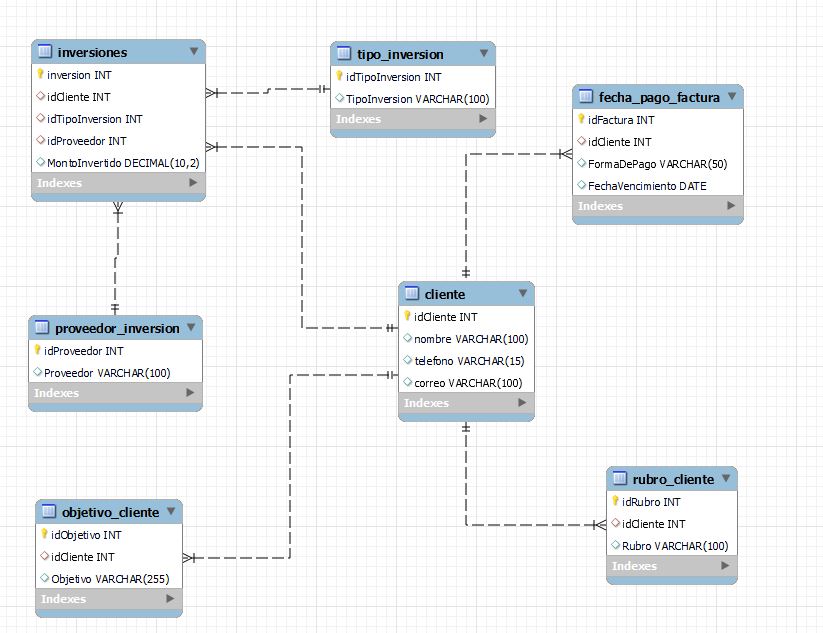 inversiones
inversion INT
idCliente INT
idTipoInversion INT
idProveedor INT
MontoInvertido DECIMAL(10,2)
Indexes
tipo_inversion
idTipoInversion INT
TipoInversion VARCHAR(100)
Indexes
fecha_pago_factura
idFactura INT
idCliente INT
FormaDePago VARCHAR(50)
FechaVencimiento DATE
Indexes
cliente
idCliente INT
nombre VARCHAR(100)
telefono VARCHAR(15)
correo VARCHAR(100)
Indexes
proveedor_inversion
idProveedor INT
Proveedor VARCHAR(100)
Indexes
objetivo_cliente
idObjetivo INT
idCliente INT
Objetivo VARCHAR(255)
Indexes
rubro_cliente
idRubro INT
idCliente INT
Rubro VARCHAR(100)
Indexes